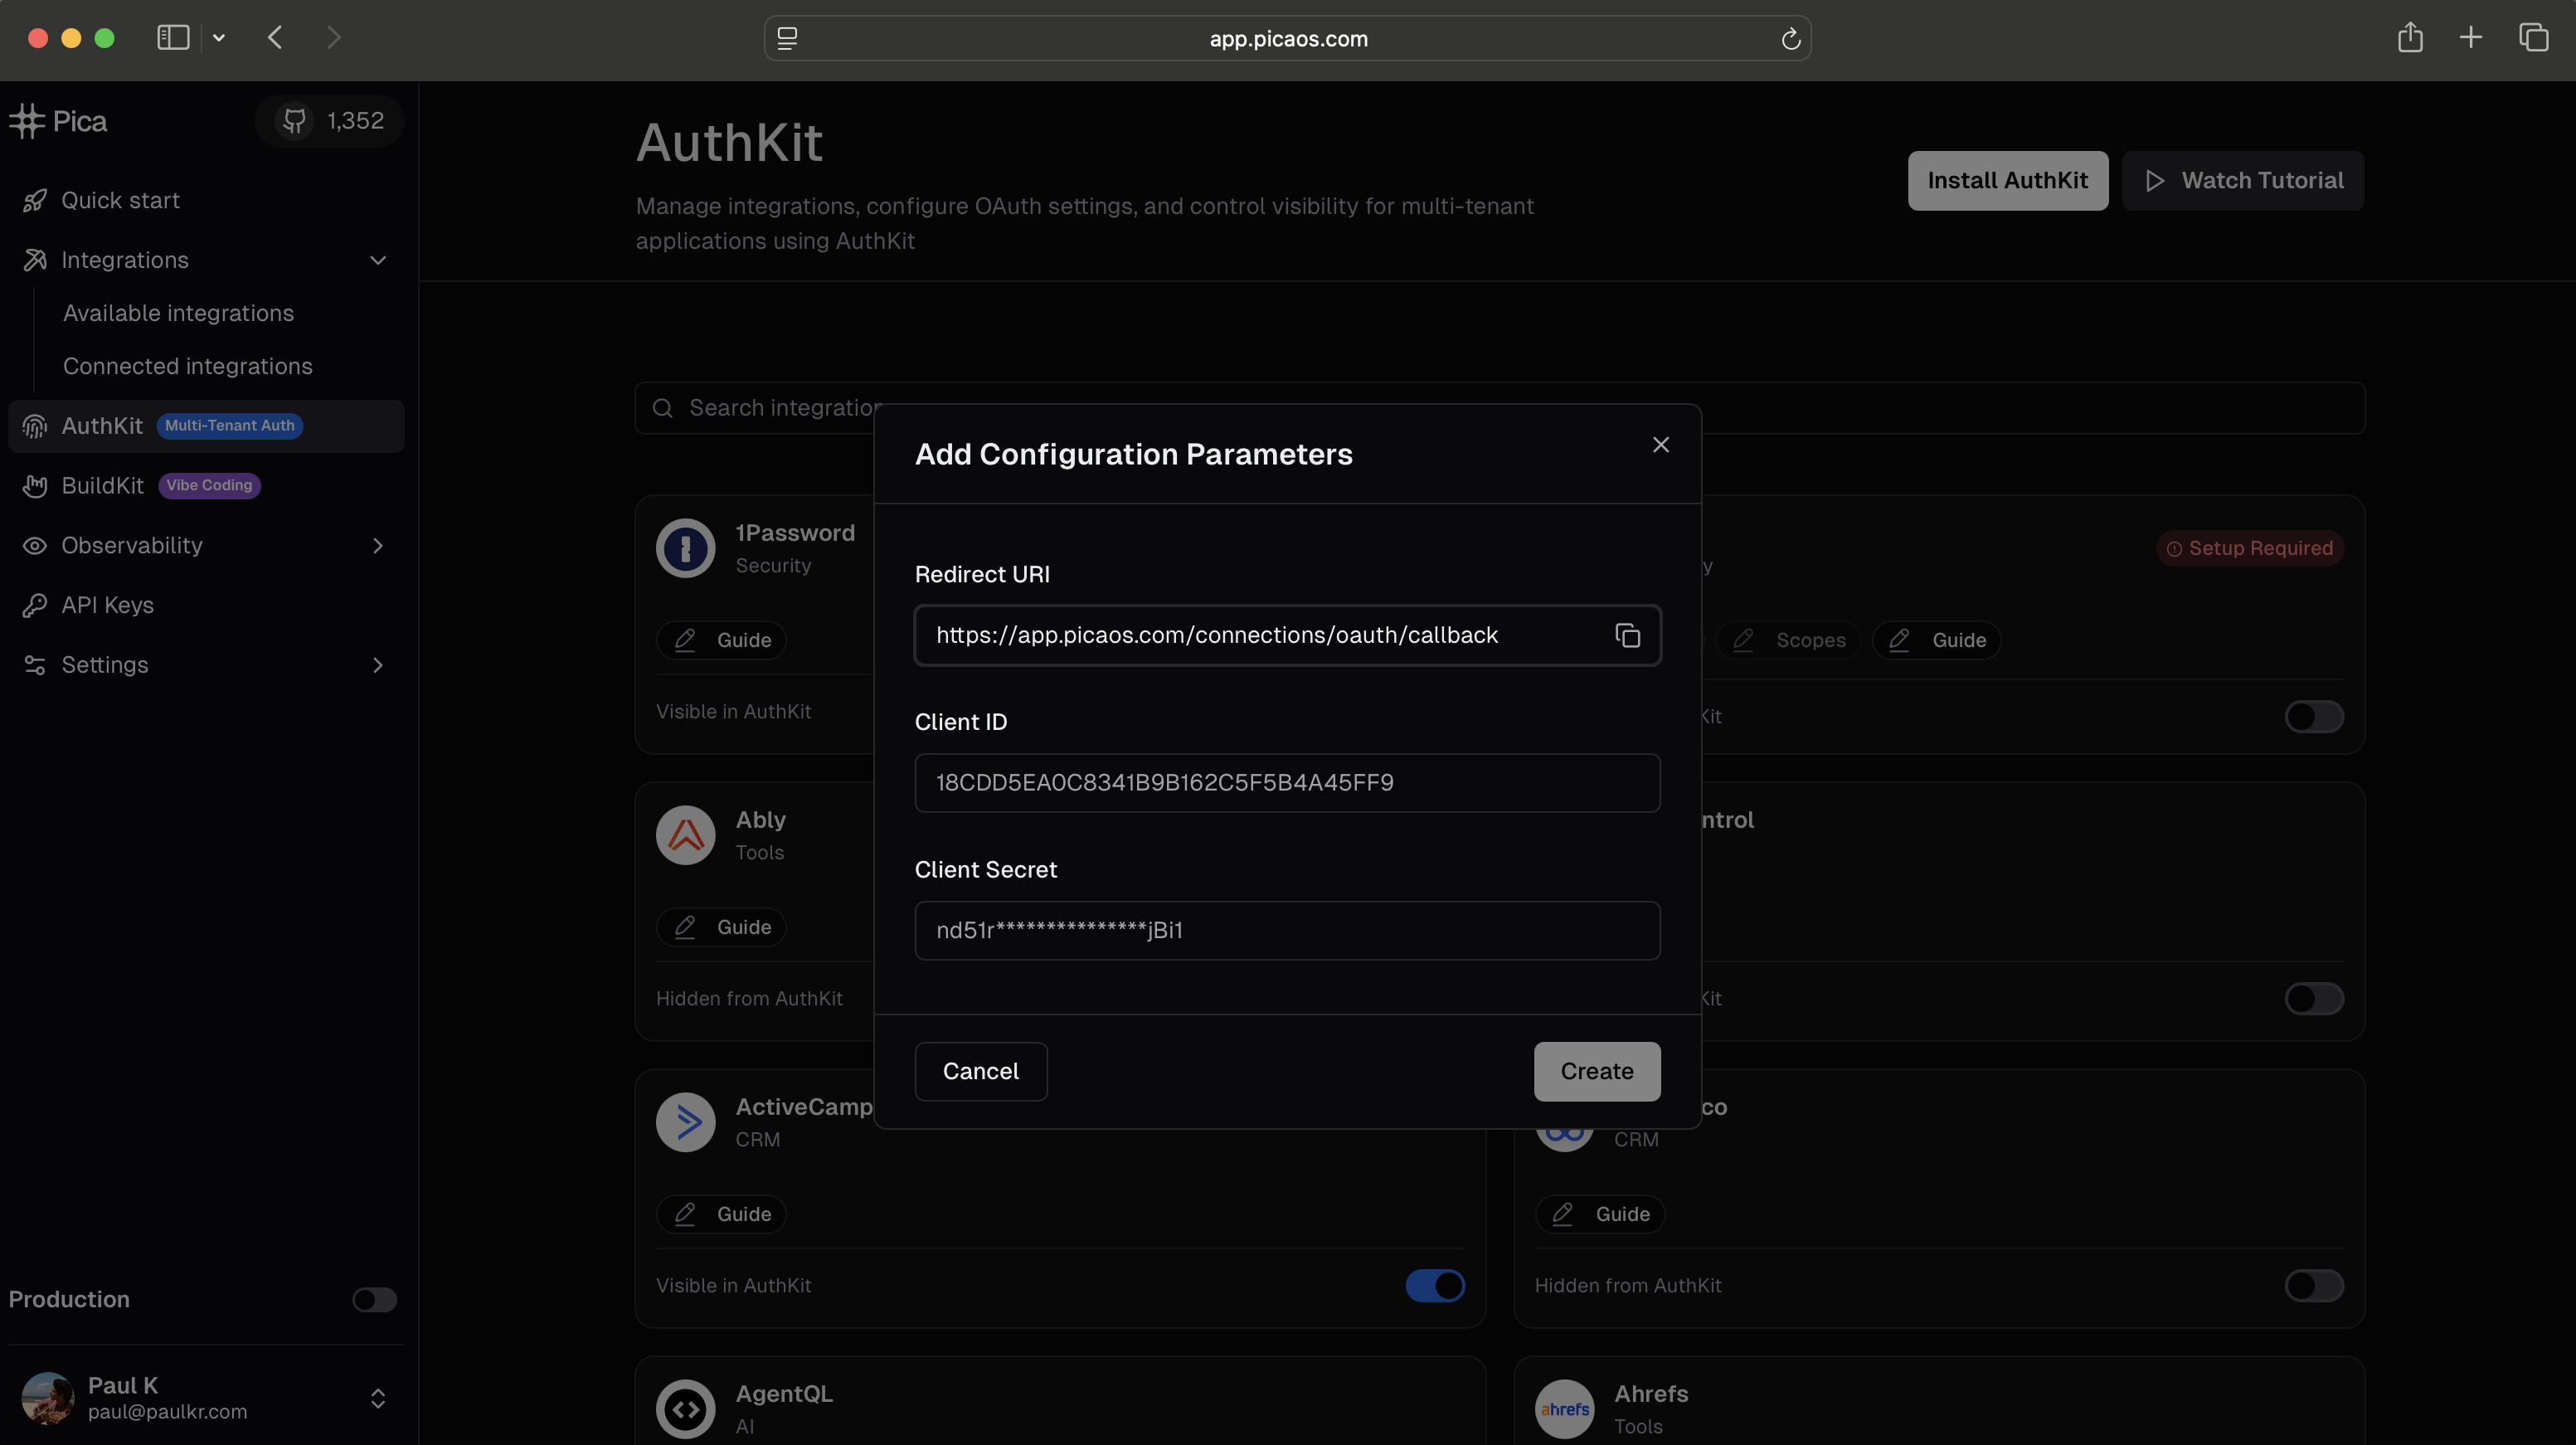 app.picaos.com
Pica
1,352
Quick start
Integrations
Available integrations
Connected integrations
AuthKit Multi-Tenant Auth
BuildKit Vibe Coding
Observability
API Keys
Settings
Production
Paul K
paul@paulkr.com
AuthKit
Manage integrations, configure OAuth settings, and control visibility for multi-tenant
applications using AuthKit
Install AuthKit
Watch Tutorial
Search integration
Add Configuration Parameters
Redirect URI
https://app.picaos.com/connections/oauth/callback
Client ID
18CDD5EA0C8341B9B162C5F5B4A45FF9
Client Secret
nd51r***************jBi1
Cancel
Create
1Password
Security
Guide
Visible in AuthKit
y
Setup Required
Scopes
Guide
Kit
Ably
Tools
Guide
Hidden from AuthKit
ntrol
Kit
ActiveCamp
CRM
Guide
Visible in AuthKit
co
CRM
Guide
Hidden from AuthKit
AgentQL
AI
ahrefs
Ahrefs
Tools